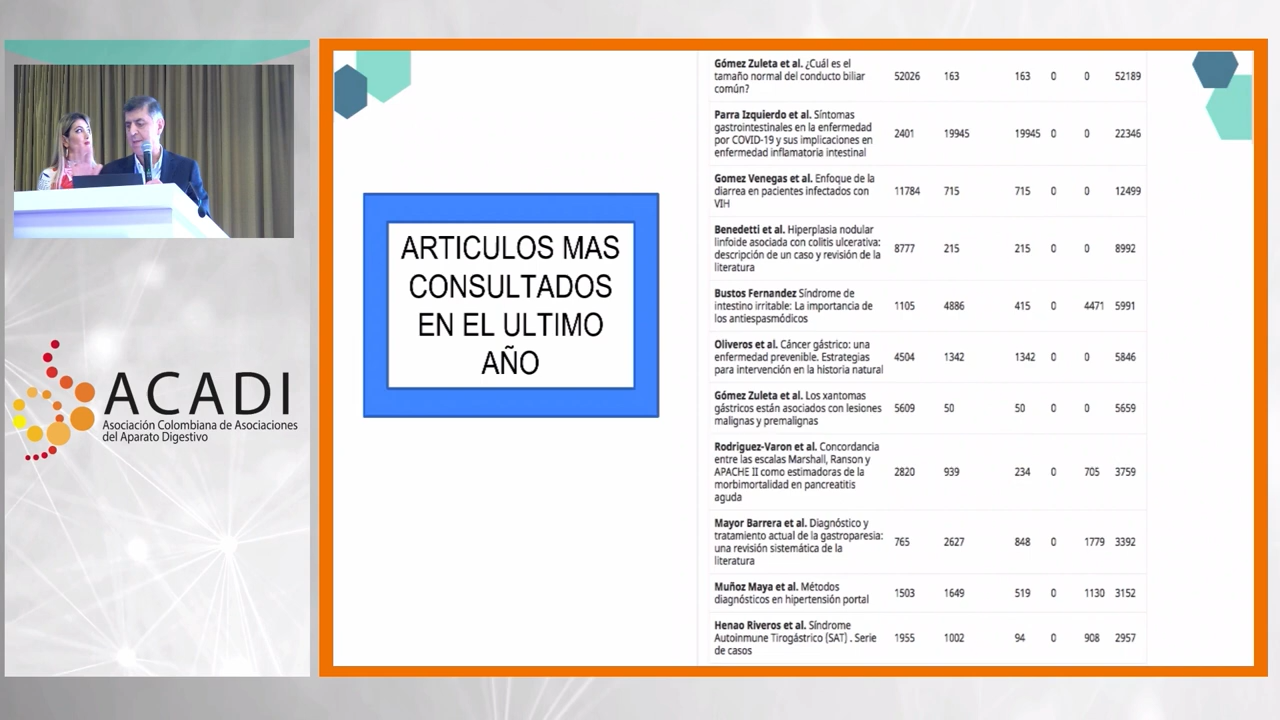 ACADI
Asociación Colombiana de Asociaciones
del Aparato Digestivo
ARTICULOS MAS
CONSULTADOS
EN EL ULTIMO
AÑO
Gómez Zuleta et al. ¿Cuál es el
tamaño normal del conducto biliar
común?
52026 163 163 0 0 52189
Parra Izquierdo et al. Síntomas
gastrointestinales en la enfermedad
por COVID-19 y sus implicaciones en
enfermedad inflamatoria intestinal
2401 19945 19945 0 0 22346
Gomez Venegas et al. Enfoque de la
diarrea en pacientes infectados con
VIH
11784 715 715 0 0 12499
Benedetti et al. Hiperplasia nodular
linfoide asociada con colitis ulcerativa:
descripción de un caso y revisión de la
literatura
8777 215 215 0 0 8992
Bustos Fernandez Síndrome de
intestino irritable: La importancia de
los antiespasmódicos
1105 4886 415 0 4471 5991
Oliveros et al. Cáncer gástrico: una
enfermedad prevenible. Estrategias
para intervención en la historia natural
4504 1342 1342 0 0 5846
Gómez Zuleta et al. Los xantomas
gástricos están asociados con lesiones
malignas y premalignas
5609 50 50 0 0 5659
Rodriguez-Varon et al. Concordancia
entre las escalas Marshall, Ranson y
APACHE II como estimadoras de la
morbimortalidad en pancreatitis
aguda
2820 939 234 0 705 3759
Mayor Barrera et al. Diagnóstico y
tratamiento actual de la gastroparesia:
una revisión sistemática de la
literatura
765 2627 848 0 1779 3392
Muñoz Maya et al. Métodos
diagnósticos en hipertensión portal
1503 1649 519 0 1130 3152
Henao Riveros et al. Síndrome
Autoinmune Tirogástrico (SAT) . Serie
de casos
1955 1002 94 0 908 2957